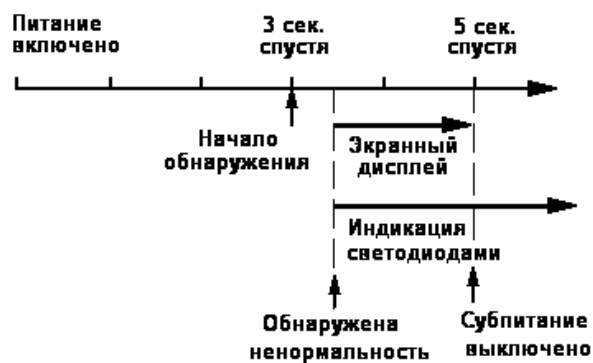 Питание
включено
3 сек.
спустя
5 сек.
спустя
Начало
обнаружения
Экранный
дисплей
Индикация
светодиодами
Обнаружена
ненормальность
Субпитание
выключено